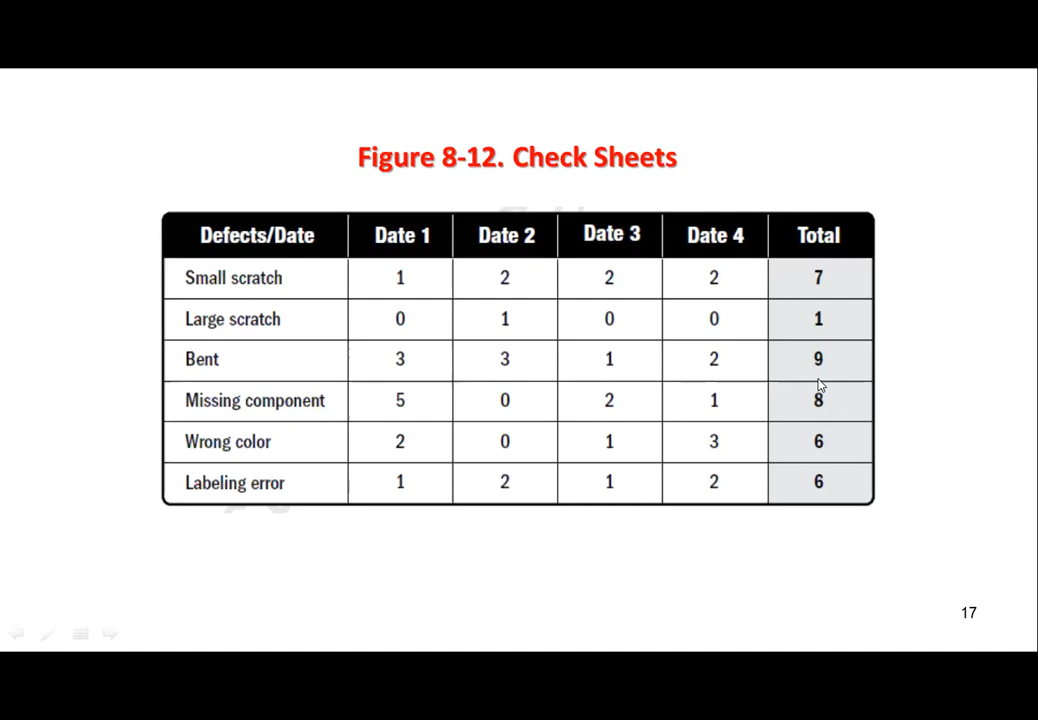 Figure 8-12. Check Sheets
Defects/Date Date 1 Date 2 Date 3 Date 4 Total
Small scratch 1 2 2 2 7
Large scratch 0 1 0 0 1
Bent 3 3 1 2 9
Missing component 5 0 2 1 8
Wrong color 2 0 1 3 6
Labeling error 1 2 1 2 6
17